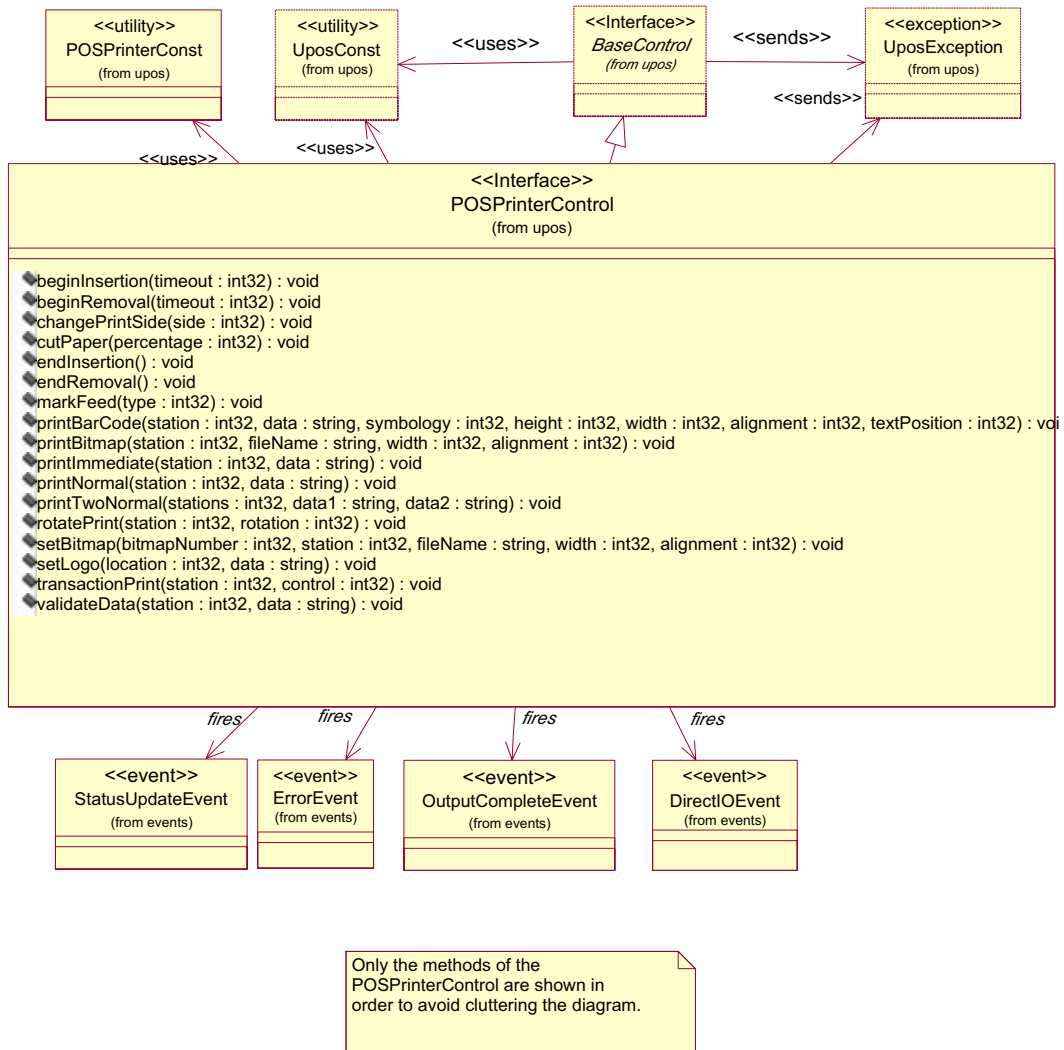 <<utility>>
POSPrinterConst
(from upos)
<<utility>>
UposConst
(from upos)
<<uses>>
<<Interface>>
BaseControl
(from upos)
<<sends>>
<<exception>>
UposException
(from upos)
<<sends>>
<<uses>>
<<uses>>
<<Interface>>
POSPrinterControl
(from upos)
beginInsertion(timeout : int32) : void
beginRemoval(timeout : int32) : void
changePrintSide(side : int32) : void
cutPaper(percentage : int32) : void
endInsertion() : void
endRemoval() : void
markFeed(type : int32) : void
printBarCode(station : int32, data : string, symbology : int32, height : int32, width : int32, alignment : int32, textPosition : int32) : voi
printBitmap(station : int32, fileName : string, width : int32, alignment : int32) : void
printImmediate(station : int32, data : string) : void
printNormal(station : int32, data : string) : void
printTwoNormal(stations : int32, data1 : string, data2 : string) : void
rotatePrint(station : int32, rotation : int32) : void
setBitmap(bitmapNumber : int32, station : int32, fileName : string, width : int32, alignment : int32) : void
setLogo(location : int32, data : string) : void
transactionPrint(station : int32, control : int32) : void
validateData(station : int32, data : string) : void
fires
fires
fires
fires
<<event>>
StatusUpdateEvent
(from events)
<<event>>
ErrorEvent
(from events)
<<event>>
OutputCompleteEvent
(from events)
<<event>>
DirectIOEvent
(from events)
Only the methods of the
POSPrinterControl are shown in
order to avoid cluttering the diagram.